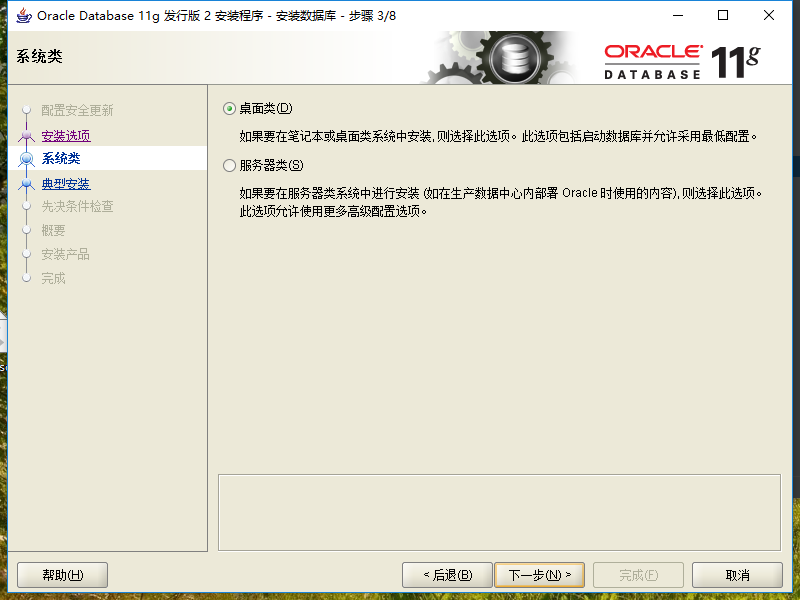 Oracle Database 11g 发行版 2 安装程序 - 安装数据库 - 步骤 3/8
系统类
ORACLE
DATABASE
11g
配置安全更新
安装选项
系统类
典型安装
先决条件检查
概要
安装产品
完成
桌面类(D)
如果要在笔记本或桌面类系统中安装,则选择此选项。此选项包括启动数据库并允许采用最低配置。
服务器类(S)
如果要在服务器类系统中进行安装 (如在生产数据中心内部署 Oracle 时使用的内容),则选择此选项。
此选项允许使用更多高级配置选项。
帮助(H)
< 后退(B)
下一步(N) >
完成(F)
取消